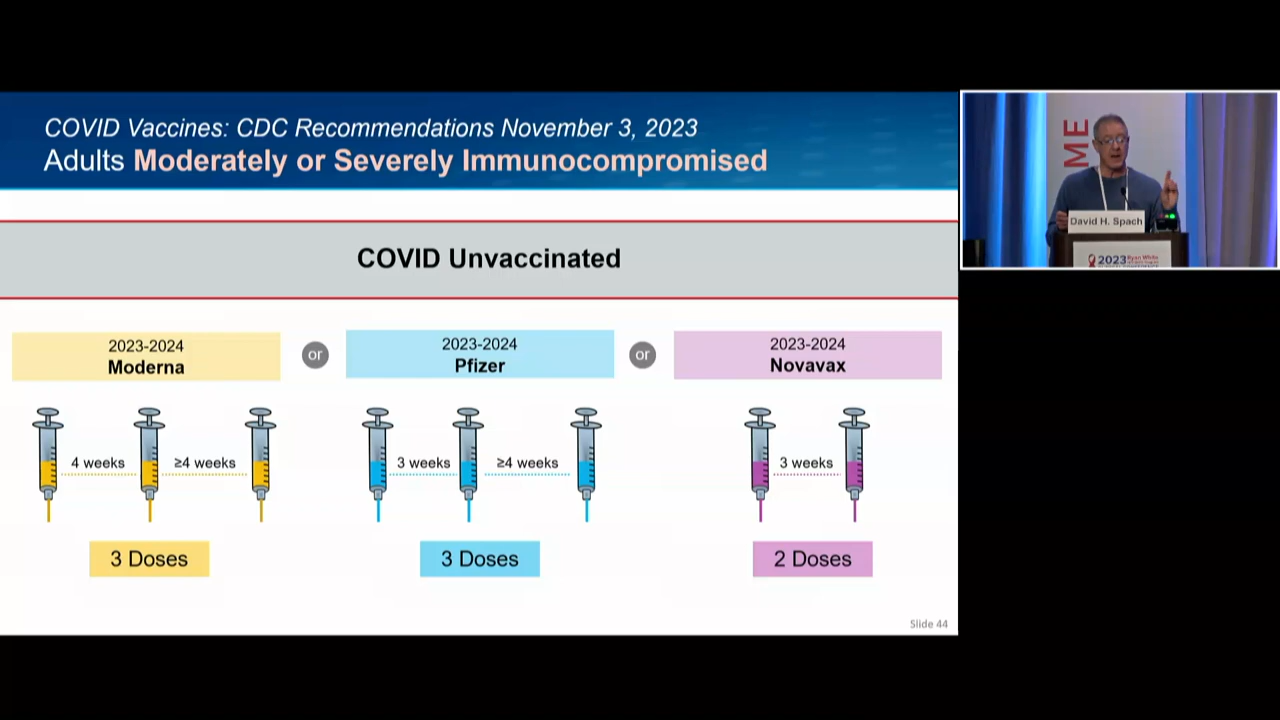 COVID Vaccines: CDC Recommendations November 3, 2023
Adults Moderately or Severely Immunocompromised
COVID Unvaccinated
2023-2024
Moderna
or
2023-2024
Pfizer
or
2023-2024
Novavax
4 weeks
≥4 weeks
3 weeks
≥4 weeks
3 weeks
3 Doses
3 Doses
2 Doses
Slide 44
ME
David H. Spach
2023 Ryan White